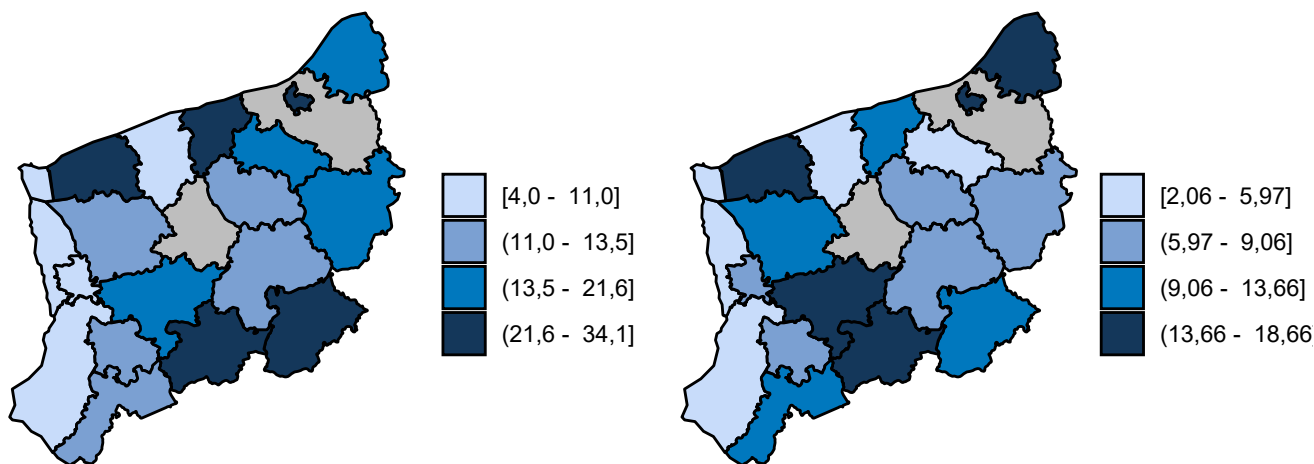 [4,0 - 11,0]
(11,0 - 13,5]
(13,5 - 21,6]
(21,6 - 34,1]
[2,06 - 5,97]
(5,97 - 9,06]
(9,06 - 13,66]
(13,66 - 18,66]